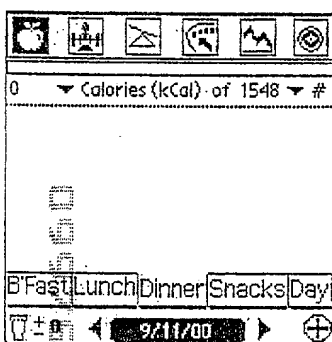 0 Calories (kCal) of 1548 #
B'Fast Lunch Dinner Snacks Day
9/11/00